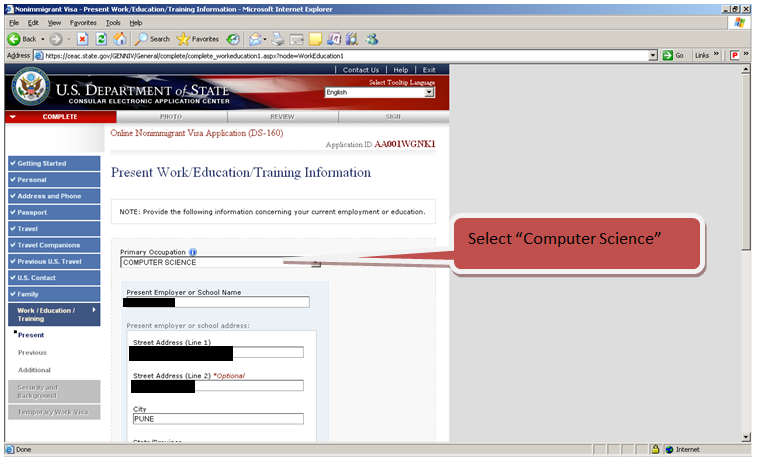 Nonimmigrant Visa - Present Work/Education/Training Information - Microsoft Internet Explorer
File Edit View Favorites Tools Help
Back Search Favorites
Address https://ceac.state.gov/GENNIV/General/complete/complete_workeducation1.aspx?node=WorkEducation1 Go Links »
Contact Us | Help | Exit
Select Tooltip Language
U.S. DEPARTMENT of STATE
English
CONSULAR ELECTRONIC APPLICATION CENTER
COMPLETE PHOTO REVIEW SIGN
Online Nonimmigrant Visa Application (DS-160)
Application ID AA001WGNK1
Getting Started
Personal
Address and Phone
Passport
Travel
Travel Companions
Previous U.S. Travel
U.S. Contact
Family
Work / Education /
Training
Present
Previous
Additional
Security and
Background
Temporary Work Visa
Present Work/Education/Training Information
NOTE: Provide the following information concerning your current employment or education.
Primary Occupation
COMPUTER SCIENCE
Select “Computer Science”
Present Employer or School Name
Present employer or school address:
Street Address (Line 1)
Street Address (Line 2) *Optional
City
PUNE
State/Province
Done Internet